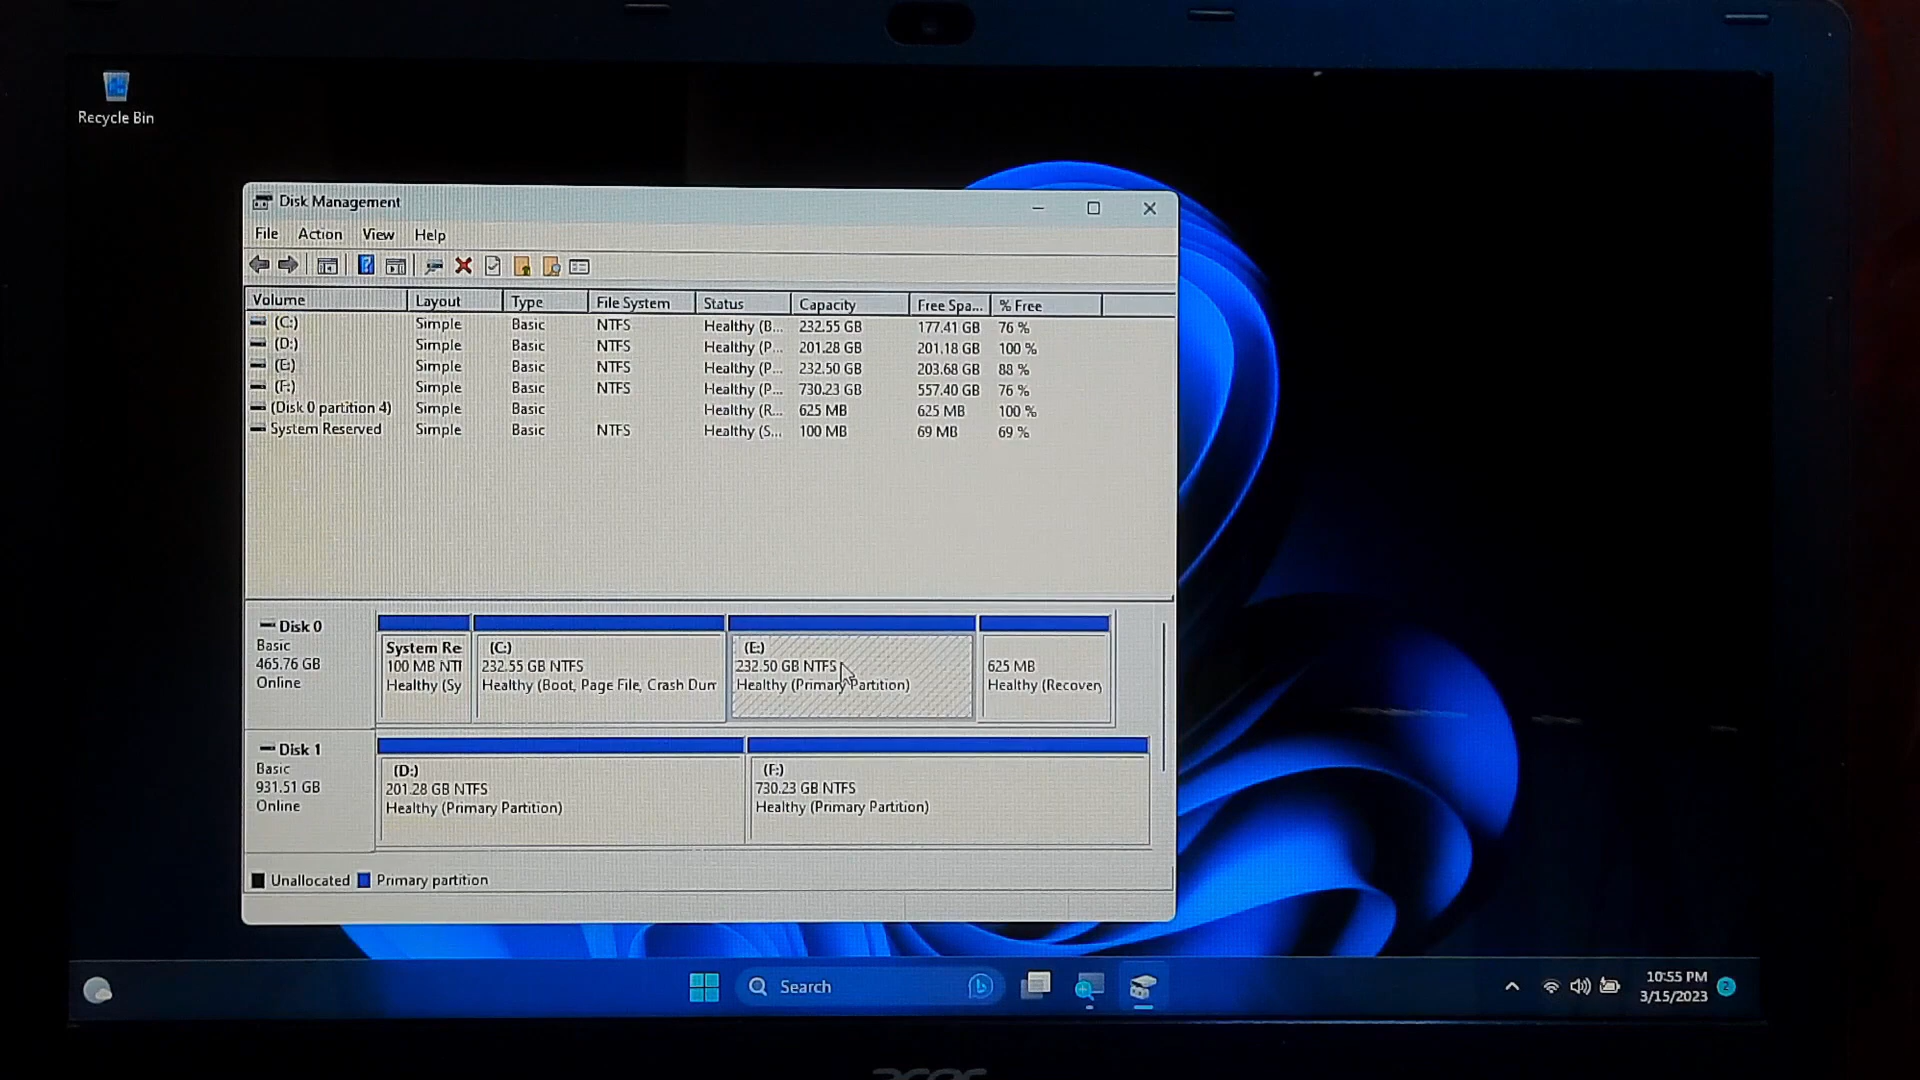 Recycle Bin
Disk Management
File Action View Help
Volume Layout Type File System Status Capacity Free Spa... % Free
(C:) Simple Basic NTFS Healthy (B... 232.55 GB 177.41 GB 76 %
(D:) Simple Basic NTFS Healthy (P... 201.28 GB 201.18 GB 100 %
(E:) Simple Basic NTFS Healthy (P... 232.50 GB 203.68 GB 88 %
(F:) Simple Basic NTFS Healthy (P... 730.23 GB 557.40 GB 76 %
(Disk 0 partition 4) Simple Basic Healthy (R... 625 MB 625 MB 100 %
System Reserved Simple Basic NTFS Healthy (S... 100 MB 69 MB 69 %
Disk 0
Basic
465.76 GB
Online
System Re
100 MB NTI
Healthy (Sy
(C:)
232.55 GB NTFS
Healthy (Boot, Page File, Crash Dum
(E:)
232.50 GB NTFS
Healthy (Primary Partition)
625 MB
Healthy (Recovery
Disk 1
Basic
931.51 GB
Online
(D:)
201.28 GB NTFS
Healthy (Primary Partition)
(F:)
730.23 GB NTFS
Healthy (Primary Partition)
Unallocated Primary partition
Search
10:55 PM
3/15/2023
2
acer